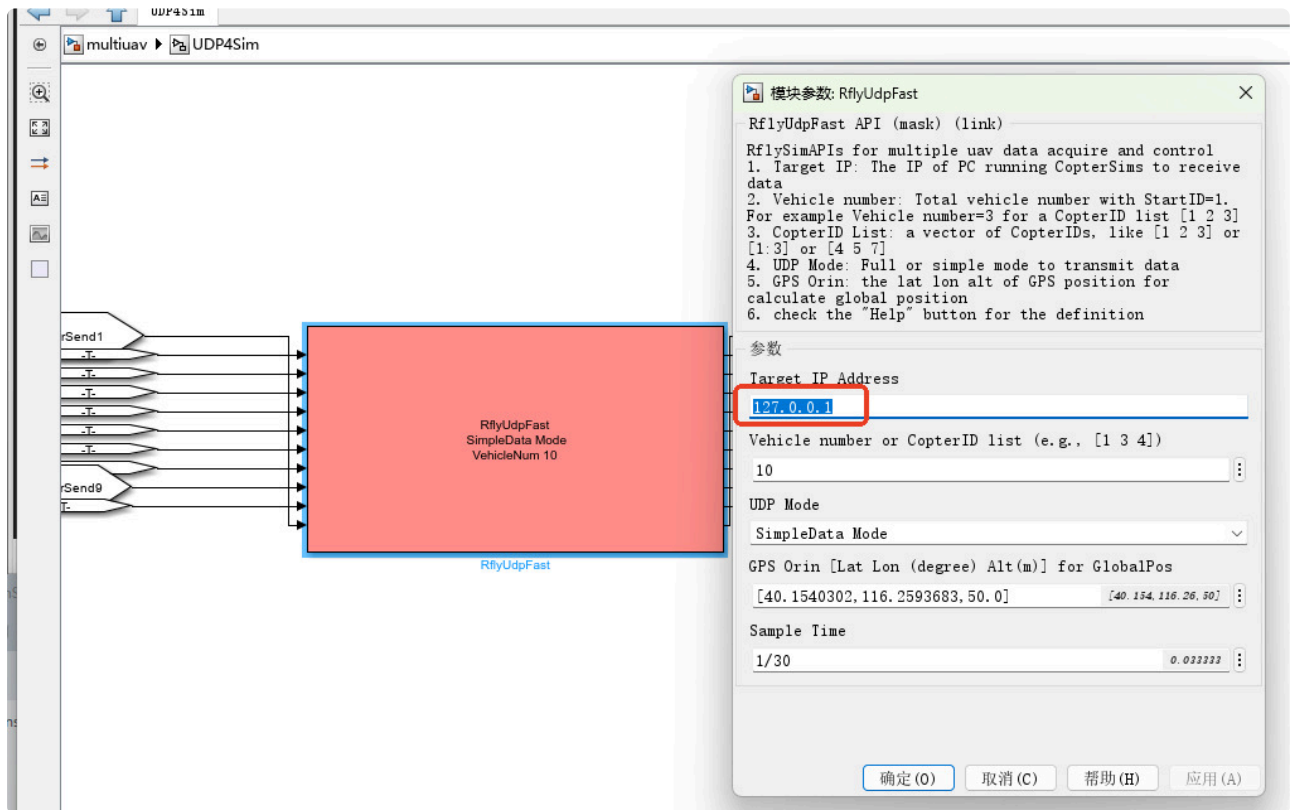 UDP4Sim
multiuav ▶ UDP4Sim
rSend1
-T-
-T-
-T-
-T-
-T-
-T-
rSend9
T-
RflyUdpFast
SimpleData Mode
VehicleNum 10
RflyUdpFast
模块参数: RflyUdpFast
RflyUdpFast API (mask) (link)
RflySimAPIs for multiple uav data acquire and control
1. Target IP: The IP of PC running CopterSims to receive
data
2. Vehicle number: Total vehicle number with StartID=1.
For example Vehicle number=3 for a CopterID list [1 2 3]
3. CopterID List: a vector of CopterIDs, like [1 2 3] or
[1:3] or [4 5 7]
4. UDP Mode: Full or simple mode to transmit data
5. GPS Orin: the lat lon alt of GPS position for
calculate global position
6. check the "Help" button for the definition
参数
Target IP Address
127.0.0.1
Vehicle number or CopterID list (e.g., [1 3 4])
10
UDP Mode
SimpleData Mode
GPS Orin [Lat Lon (degree) Alt(m)] for GlobalPos
[40.1540302,116.2593683,50.0] [40.154,116.26,50]
Sample Time
1/30 0.033333
确定(O) 取消(C) 帮助(H) 应用(A)